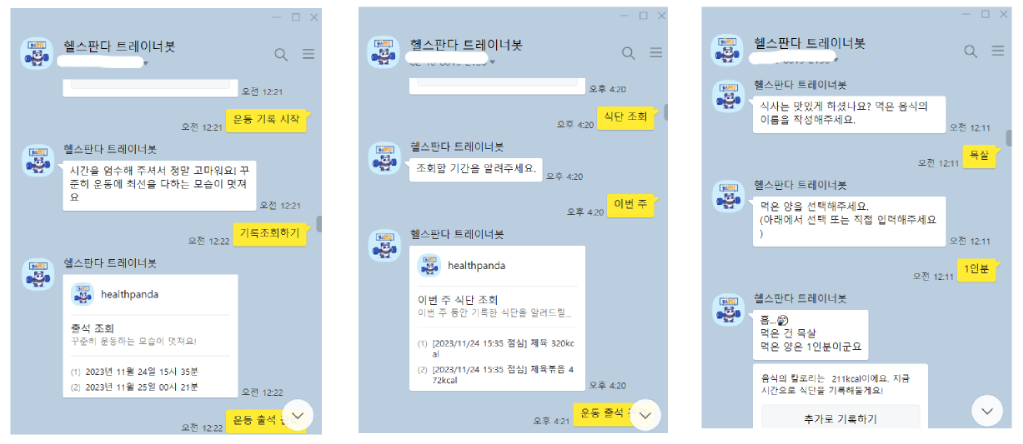 헬스판다 트레이너봇
오전 12:21
운동 기록 시작
오전 12:21
헬스판다 트레이너봇
시간을 엄수해 주셔서 정말 고마워요! 꾸
준히 운동에 최선을 다하는 모습이 멋져
요
오전 12:21
기록조회하기
오전 12:22
헬스판다 트레이너봇
healthpanda
출석 조회
꾸준히 운동하는 모습이 멋져요!
(1) 2023년 11월 24일 15시 35분
(2) 2023년 11월 25일 00시 21분
오전 12:22
운동 출석
헬스판다 트레이너봇
오후 4:20
식단 조회
오후 4:20
헬스판다 트레이너봇
조회할 기간을 알려주세요.
오후 4:20
이번 주
오후 4:20
헬스판다 트레이너봇
healthpanda
이번 주 식단 조회
이번 주 동안 기록한 식단을 알려드릴...
(1) [2023/11/24 15:35 점심] 제육 320kc
al
(2) [2023/11/24 15:35 점심] 제육볶음 4
72kcal
오후 4:20
운동 출석
오후 4:21
헬스판다 트레이너봇
헬스판다 트레이너봇
식사는 맛있게 하셨나요? 먹은 음식의
이름을 작성해주세요.
오전 12:11
목살
오전 12:11
헬스판다 트레이너봇
먹은 양을 선택해주세요.
(아래에서 선택 또는 직접 입력해주세요
)
오전 12:11
1인분
오전 12:11
헬스판다 트레이너봇
흠...
먹은 건 목살
먹은 양은 1인분이군요
음식의 칼로리는 211kcal이에요. 지금
시간으로 식단을 기록해둘게요!
추가로 기록하기